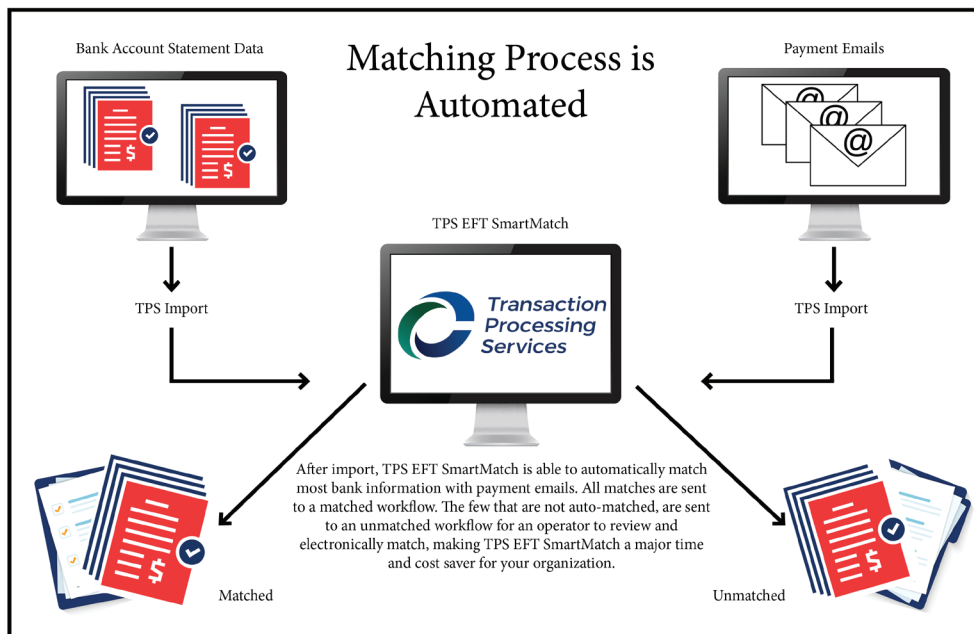 Bank Account Statement Data
Matching Process is
Automated
Payment Emails
$
$
@
@
@
TPS EFT SmartMatch
TPS Import
TPS Import
Transaction
Processing
Services
After import, TPS EFT SmartMatch is able to automatically match
most bank information with payment emails. All matches are sent
to a matched workflow. The few that are not auto-matched, are sent
to an unmatched workflow for an operator to review and
electronically match, making TPS EFT SmartMatch a major time
and cost saver for your organization.
$
$
Matched
Unmatched